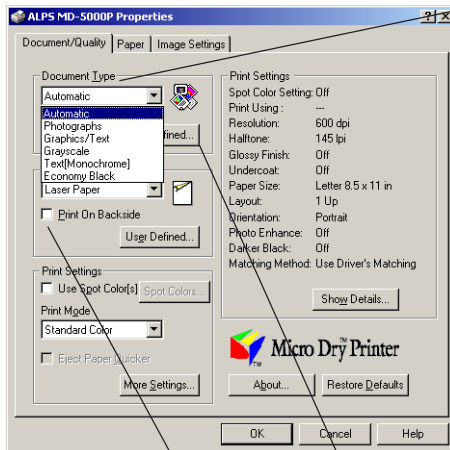 ALPS MD-5000P Properties
Document/Quality Paper Image Settings
Document Type
Automatic
Automatic
Photographs
Graphics/Text
Grayscale
Text[Monochrome]
Economy Black
Laser Paper
Print On Backside
User Defined...
Print Settings
Use Spot Color[s] Spot Colors...
Print Mode
Standard Color
Eject Paper Quicker
More Settings...
Print Settings
Spot Color Setting: Off
Print Using : ---
Resolution: 600 dpi
Halftone: 145 lpi
Glossy Finish: Off
Undercoat: Off
Paper Size: Letter 8.5 x 11 in
Layout: 1 Up
Orientation: Portrait
Photo Enhance: Off
Darker Black: Off
Matching Method: Use Driver's Matching
Show Details...
Micro Dry Printer
TM
About... Restore Defaults
OK Cancel Help